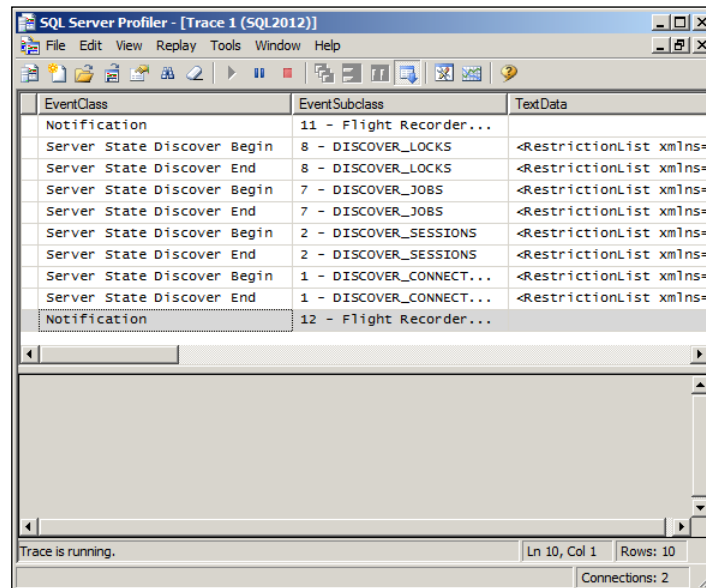 SQL Server Profiler - [Trace 1 (SQL2012)]
File Edit View Replay Tools Window Help
EventClass EventSubclass TextData
Notification 11 - Flight Recorder...
Server State Discover Begin 8 - DISCOVER_LOCKS <RestrictionList xmlns=
Server State Discover End 8 - DISCOVER_LOCKS <RestrictionList xmlns=
Server State Discover Begin 7 - DISCOVER_JOBS <RestrictionList xmlns=
Server State Discover End 7 - DISCOVER_JOBS <RestrictionList xmlns=
Server State Discover Begin 2 - DISCOVER_SESSIONS <RestrictionList xmlns=
Server State Discover End 2 - DISCOVER_SESSIONS <RestrictionList xmlns=
Server State Discover Begin 1 - DISCOVER_CONNECT... <RestrictionList xmlns=
Server State Discover End 1 - DISCOVER_CONNECT... <RestrictionList xmlns=
Notification 12 - Flight Recorder...
Trace is running. Ln 10, Col 1 Rows: 10
Connections: 2